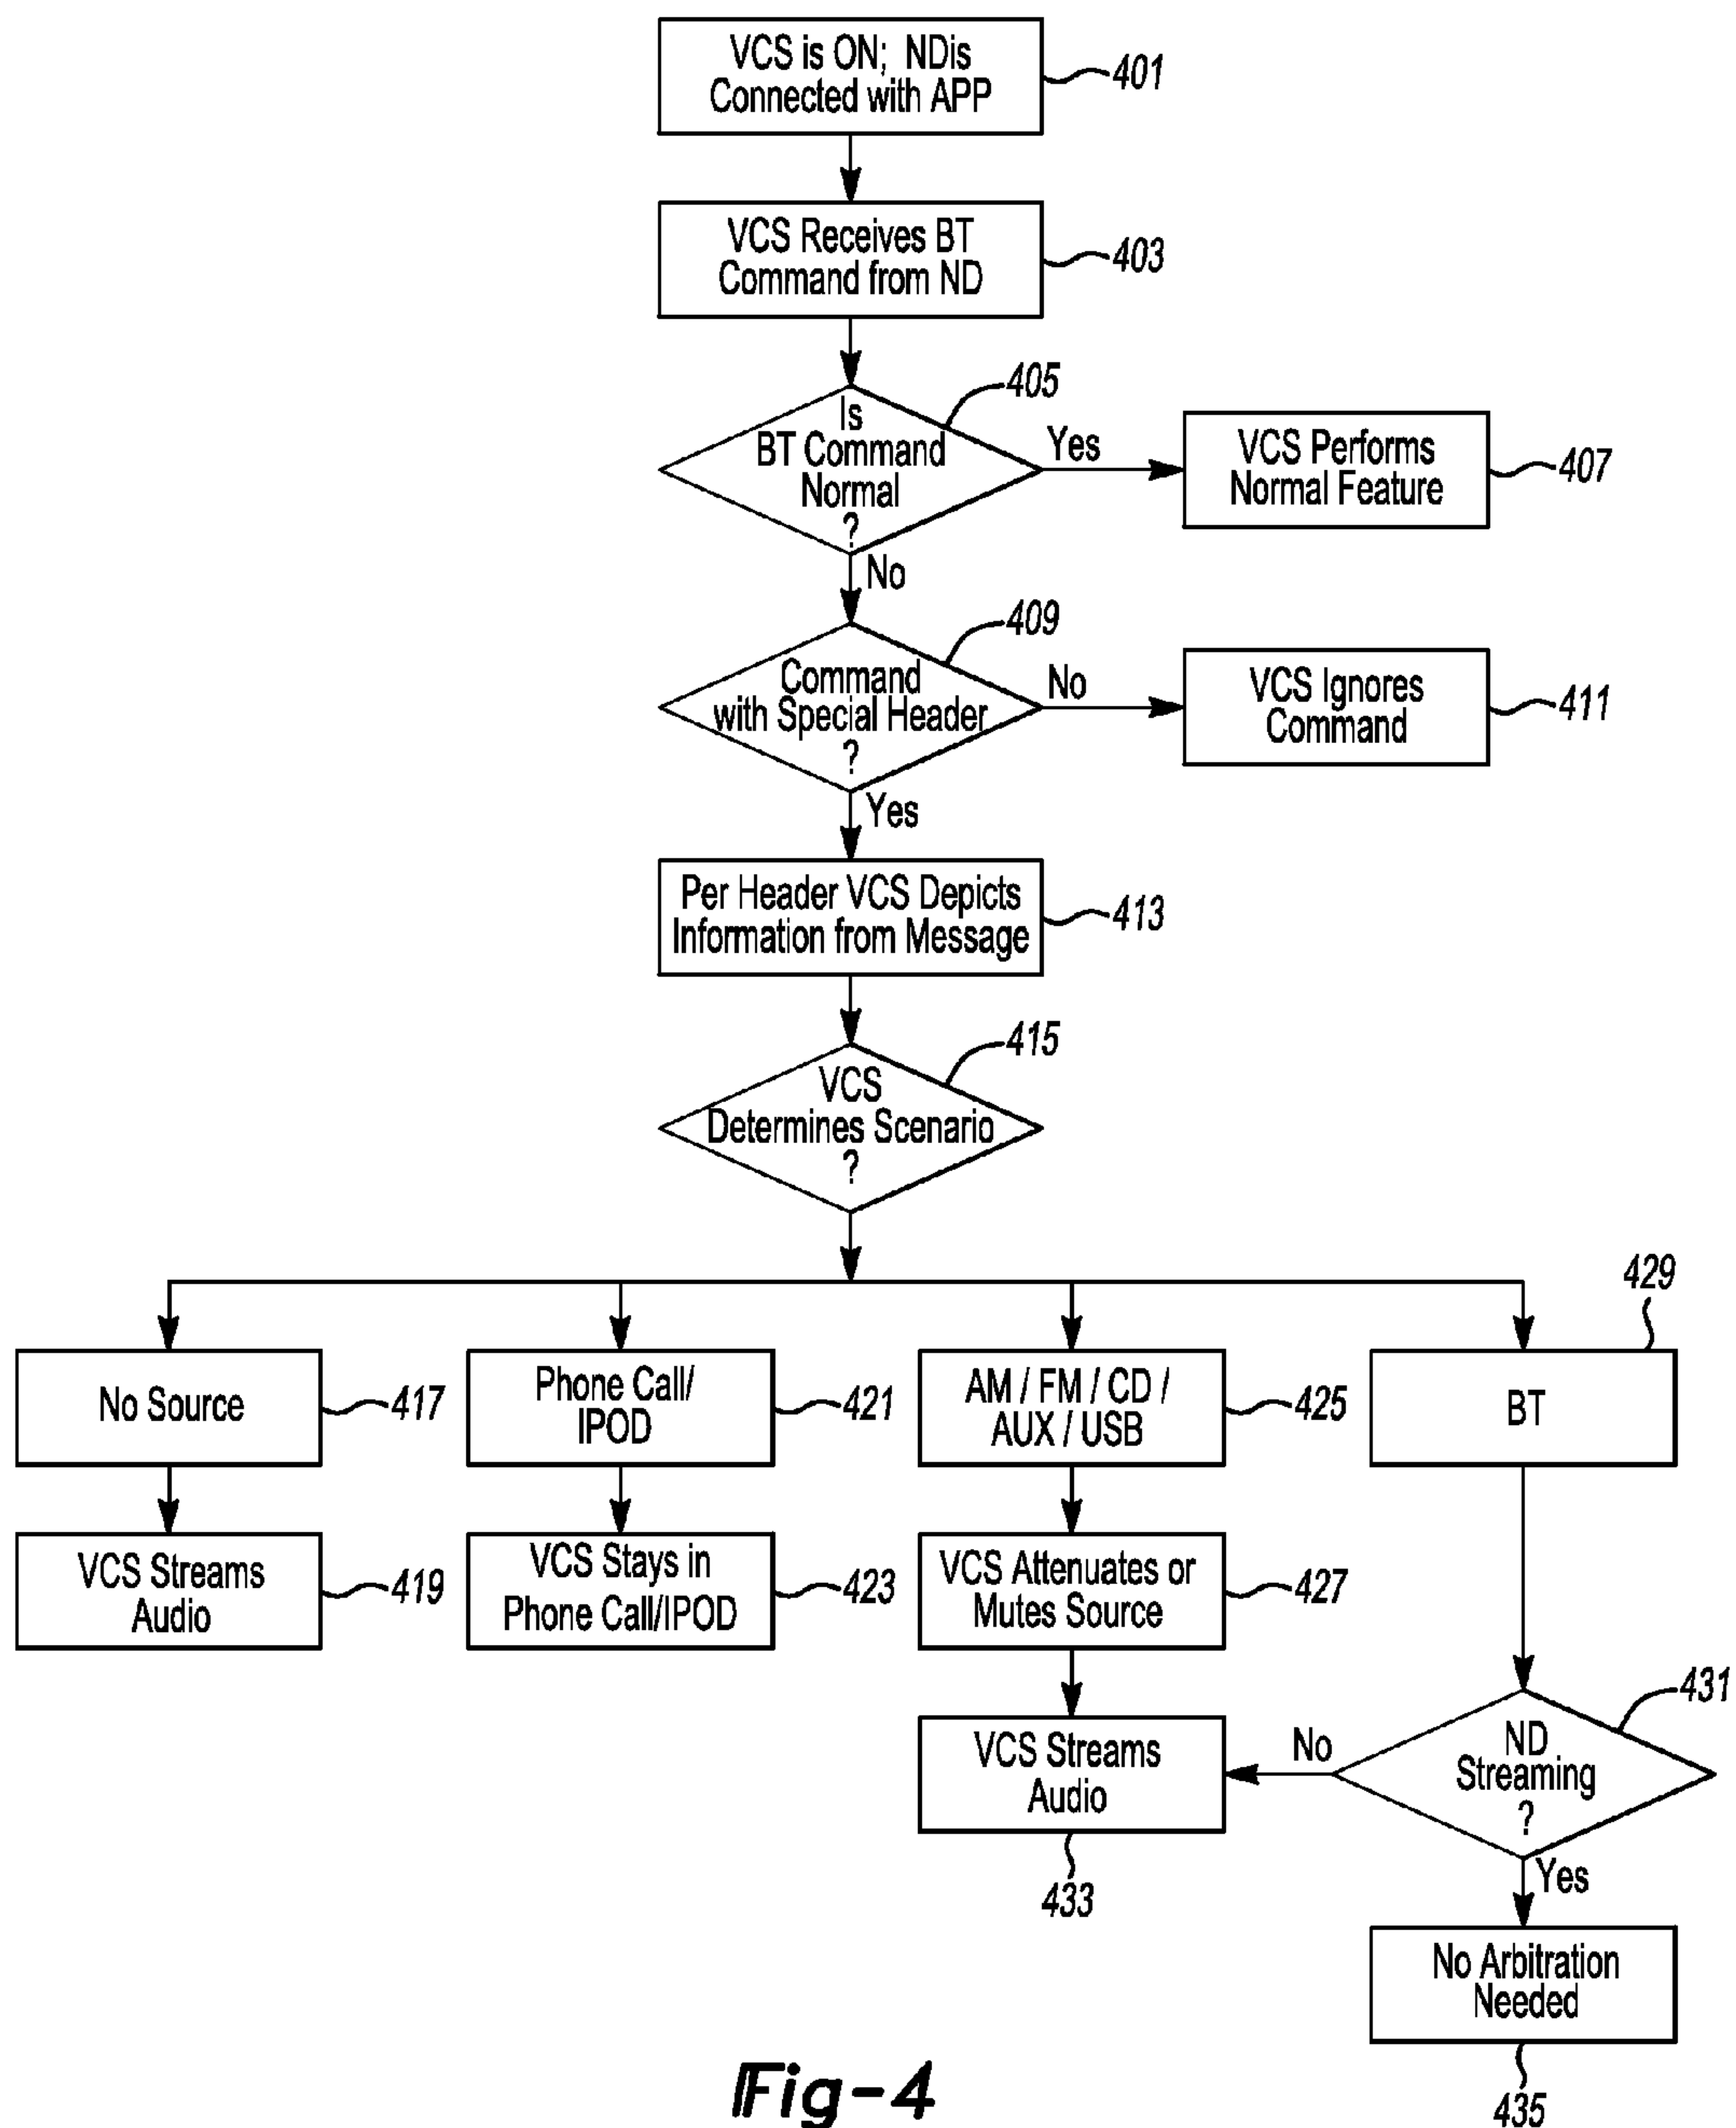 VCS is ON; NDis
Connected with APP
401
VCS Receives BT
Command from ND
403
405
Is
BT Command
Normal
?
Yes
VCS Performs
Normal Feature
407
No
409
Command
with Special Header
?
No
VCS Ignores
Command
411
Yes
Per Header VCS Depicts
Information from Message
413
415
VCS
Determines Scenario
?
429
No Source
417
Phone Call/
IPOD
421
AM / FM / CD /
AUX / USB
425
BT
VCS Streams
Audio
419
VCS Stays in
Phone Call/IPOD
423
VCS Attenuates or
Mutes Source
427
431
VCS Streams
Audio
No
ND
Streaming
?
433
Yes
No Arbitration
Needed
435
Fig-4